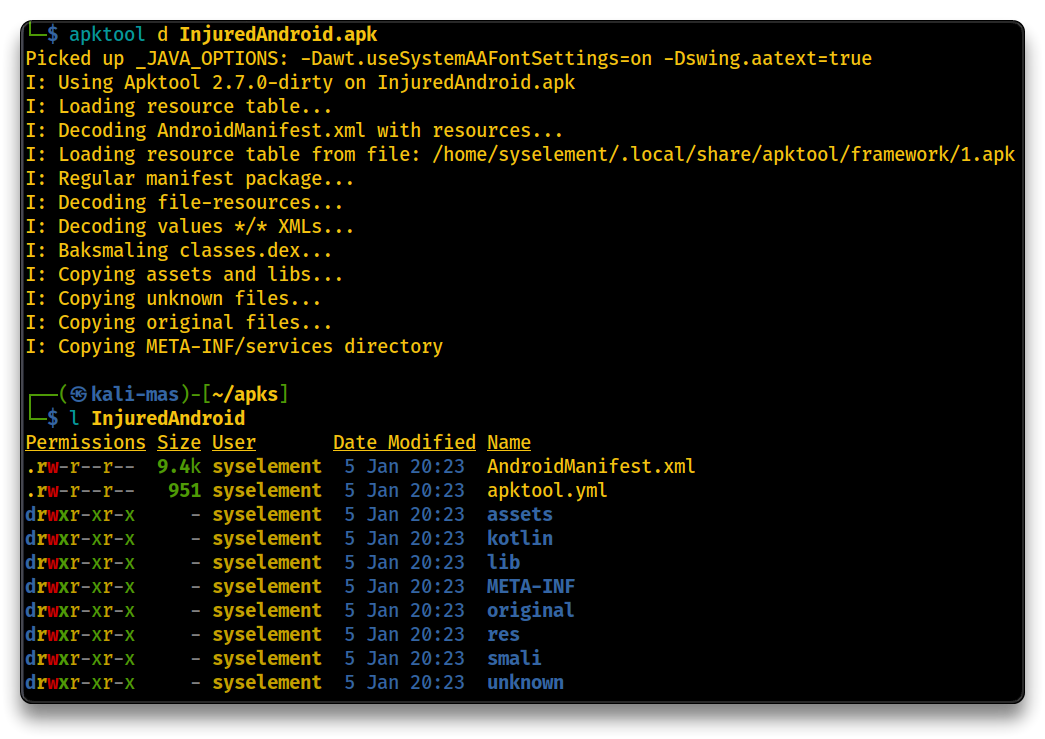 └─$ apktool d InjuredAndroid.apk
Picked up _JAVA_OPTIONS: -Dawt.useSystemAAFontSettings=on -Dswing.aatext=true
I: Using Apktool 2.7.0-dirty on InjuredAndroid.apk
I: Loading resource table...
I: Decoding AndroidManifest.xml with resources...
I: Loading resource table from file: /home/syselement/.local/share/apktool/framework/1.apk
I: Regular manifest package...
I: Decoding file-resources...
I: Decoding values */* XMLs...
I: Baksmaling classes.dex...
I: Copying assets and libs...
I: Copying unknown files...
I: Copying original files...
I: Copying META-INF/services directory
┌──(㉿kali-mas)-[~/apks]
└─$ l InjuredAndroid
Permissions Size User       Date Modified Name
.rw-r--r--  9.4k syselement  5 Jan 20:23  AndroidManifest.xml
.rw-r--r--   951 syselement  5 Jan 20:23  apktool.yml
drwxr-xr-x     - syselement  5 Jan 20:23  assets
drwxr-xr-x     - syselement  5 Jan 20:23  kotlin
drwxr-xr-x     - syselement  5 Jan 20:23  lib
drwxr-xr-x     - syselement  5 Jan 20:23  META-INF
drwxr-xr-x     - syselement  5 Jan 20:23  original
drwxr-xr-x     - syselement  5 Jan 20:23  res
drwxr-xr-x     - syselement  5 Jan 20:23  smali
drwxr-xr-x     - syselement  5 Jan 20:23  unknown